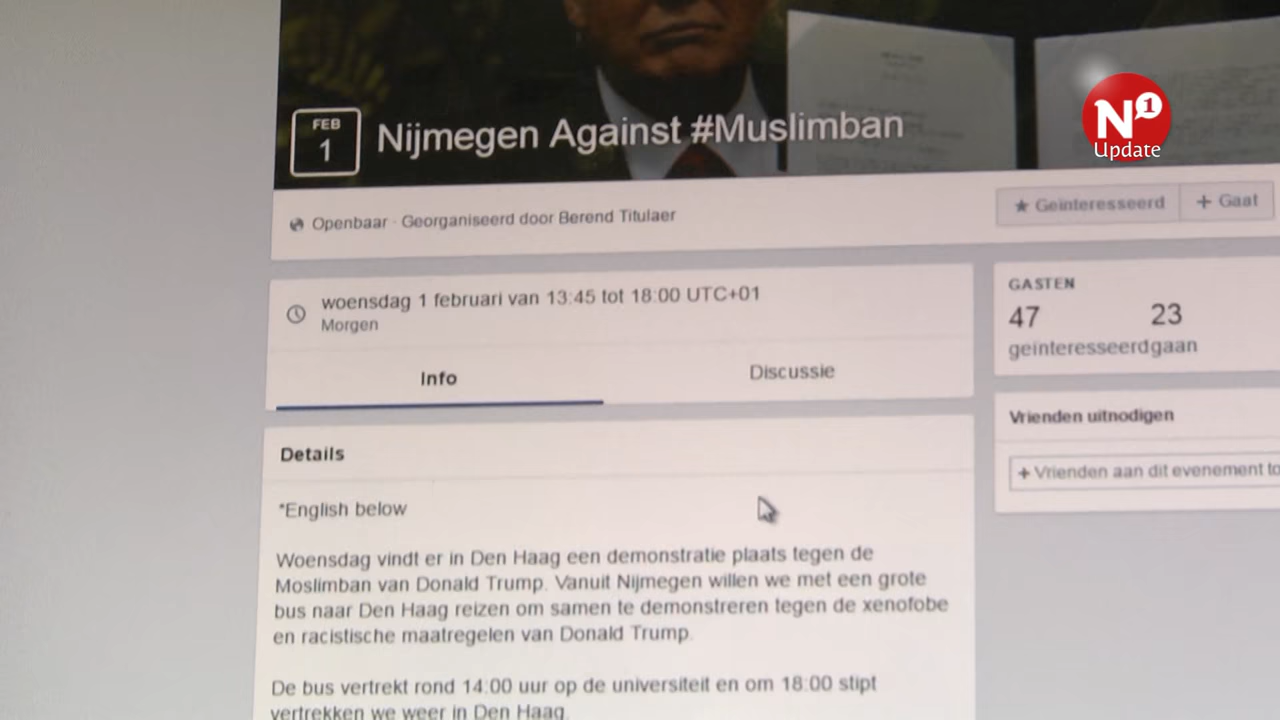 FEB
1
Nijmegen Against #Muslimban
N1
Update
Openbaar · Georganiseerd door Berend Titulaer
★ Geïnteresseerd
+ Gaat
woensdag 1 februari van 13:45 tot 18:00 UTC+01
Morgen
GASTEN
47 23
geïnteresseerd gaan
Info
Discussie
Vrienden uitnodigen
+ Vrienden aan dit evenement
Details
*English below
Woensdag vindt er in Den Haag een demonstratie plaats tegen de
Moslimban van Donald Trump. Vanuit Nijmegen willen we met een grote
bus naar Den Haag reizen om samen te demonstreren tegen de xenofobe
en racistische maatregelen van Donald Trump.
De bus vertrekt rond 14:00 uur op de universiteit en om 18:00 stipt
vertrekken we weer in Den Haag.